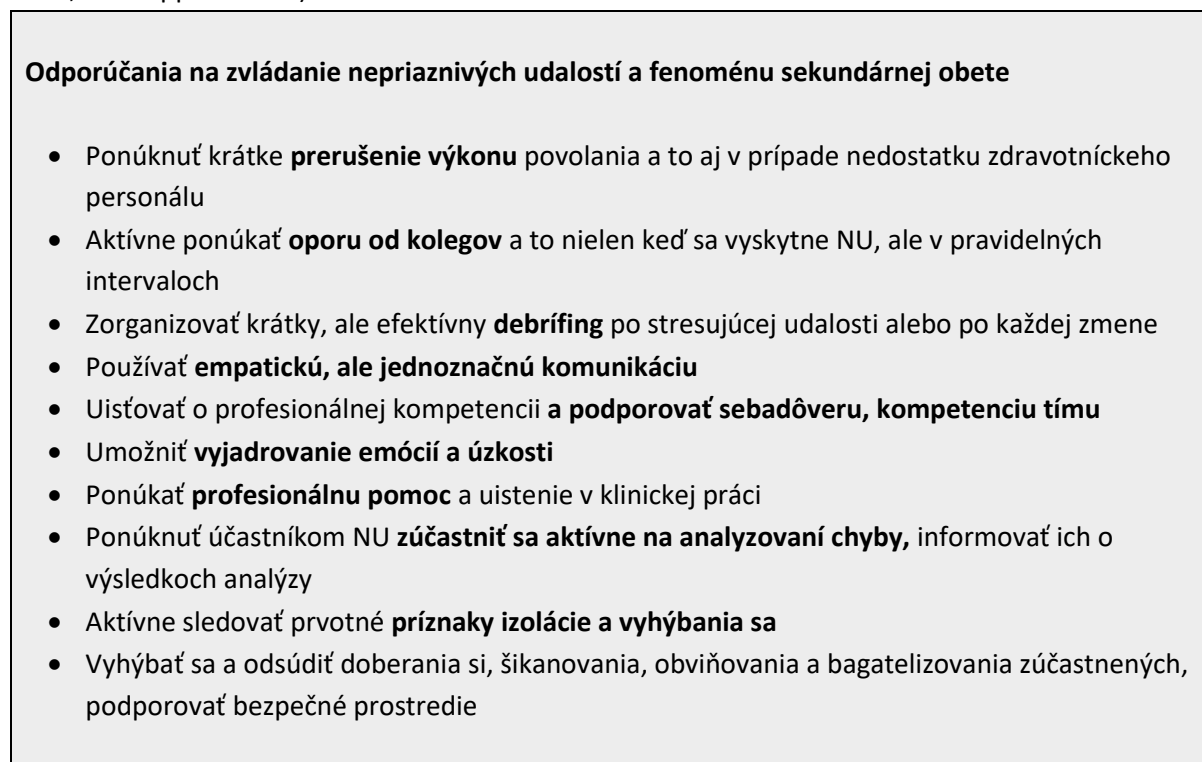 Odporúčania na zvládanie nepriaznivých udalostí a fenoménu sekundárnej obete
• Ponúknuť krátke prerušenie výkonu povolania a to aj v prípade nedostatku zdravotníckeho
personálu
• Aktívne ponúkať oporu od kolegov a to nielen keď sa vyskytne NU, ale v pravidelných
intervaloch
• Zorganizovať krátky, ale efektívny debrífing po stresujúcej udalosti alebo po každej zmene
• Používať empatickú, ale jednoznačnú komunikáciu
• Uisťovať o profesionálnej kompetencii a podporovať sebadôveru, kompetenciu tímu
• Umožniť vyjadrovanie emócií a úzkosti
• Ponúkať profesionálnu pomoc a uistenie v klinickej práci
• Ponúknuť účastníkom NU zúčastniť sa aktívne na analyzovaní chyby, informovať ich o
výsledkoch analýzy
• Aktívne sledovať prvotné príznaky izolácie a vyhýbania sa
• Vyhýbať sa a odsúdiť doberania si, šikanovania, obviňovania a bagatelizovania zúčastnených,
podporovať bezpečné prostredie